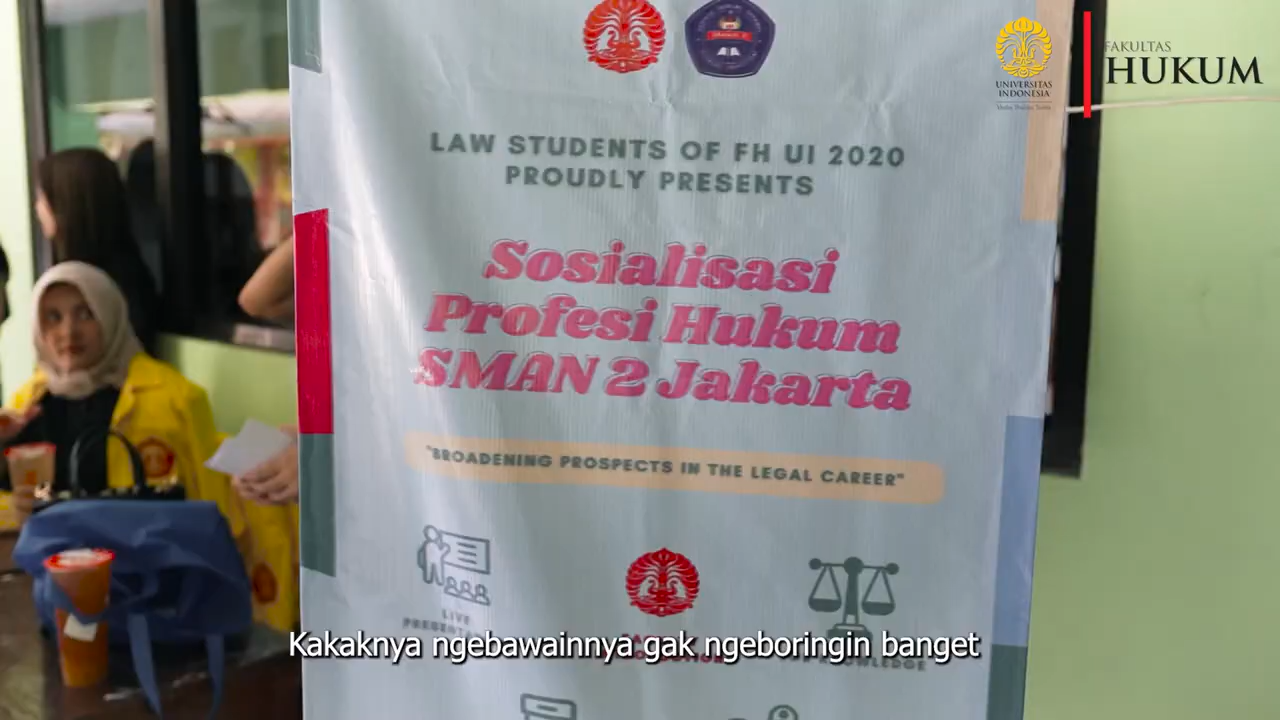 UNIVERSITAS
INDONESIA
FAKULTAS
HUKUM
LAW STUDENTS OF FH UI 2020
PROUDLY PRESENTS
Sosialisasi
Profesi Hukum
SMAN 2 Jakarta
"BROADENING PROSPECTS IN THE LEGAL CAREER"
LIVE
KNOWLEDGE
Kakaknya ngebawainnya gak ngeboringin banget